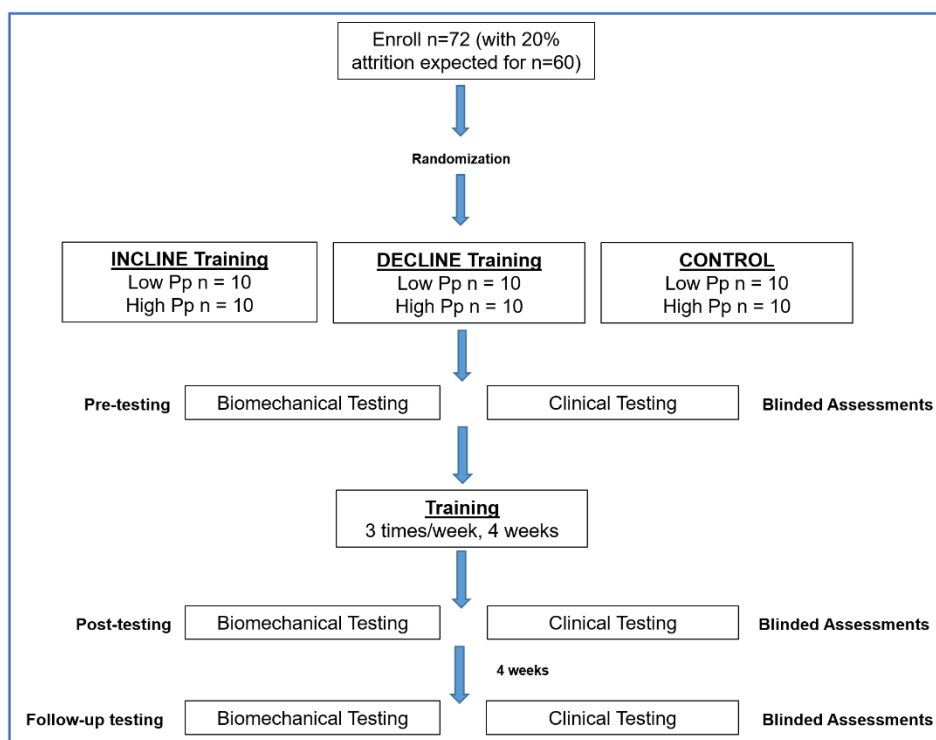 Enroll n=72 (with 20%
attrition expected for n=60)
Randomization
INCLINE Training
Low Pp n = 10
High Pp n = 10
DECLINE Training
Low Pp n = 10
High Pp n = 10
CONTROL
Low Pp n = 10
High Pp n = 10
Pre-testing
Biomechanical Testing
Clinical Testing
Blinded Assessments
Training
3 times/week, 4 weeks
Post-testing
Biomechanical Testing
Clinical Testing
Blinded Assessments
4 weeks
Follow-up testing
Biomechanical Testing
Clinical Testing
Blinded Assessments